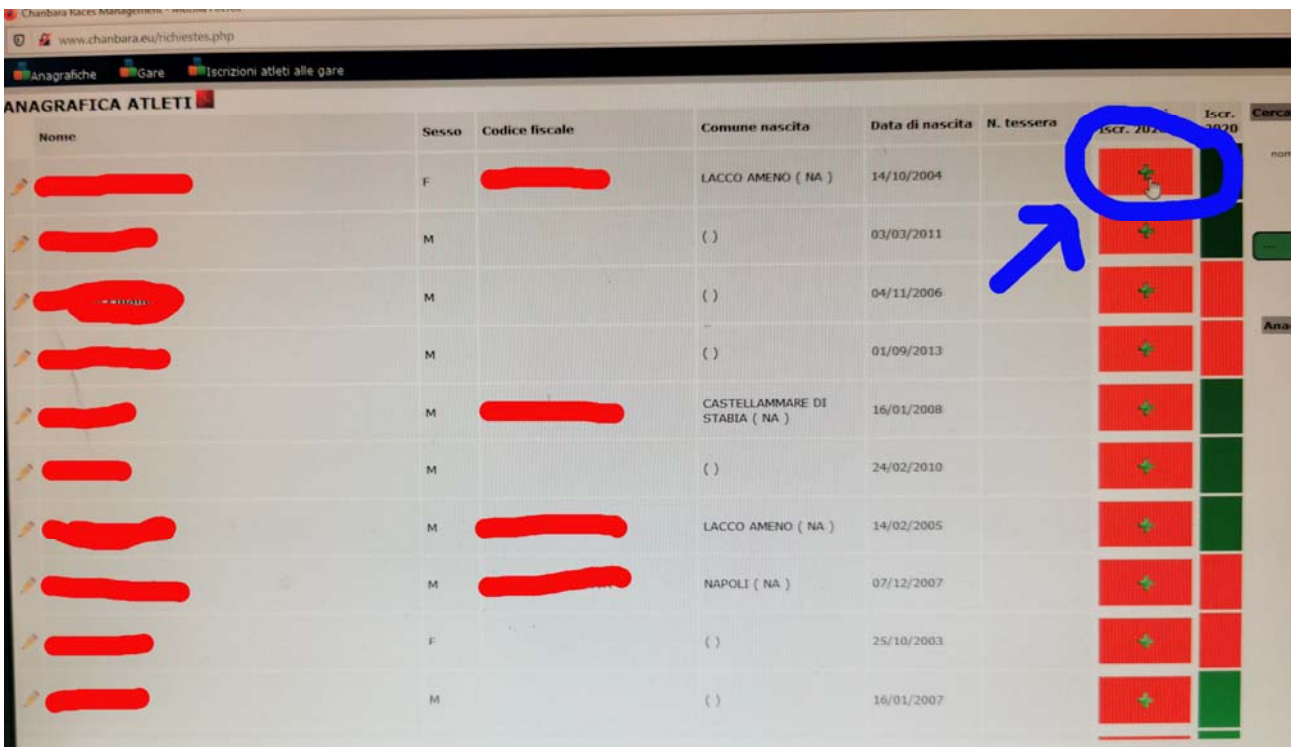 Chanbara Races Management - Mozilla Firefox
www.chanbara.eu/richiestes.php
Anagrafiche Gare Iscrizioni atleti alle gare
ANAGRAFICA ATLETI
Nome Sesso Codice fiscale Comune nascita Data di nascita N. tessera Iscr. Iscr. 2020 Cerca
F LACCO AMENO ( NA ) 14/10/2004
M ( ) 03/03/2011
M ( ) 04/11/2006
M ( ) 01/09/2013
M CASTELLAMMARE DI
STABIA ( NA ) 16/01/2008
M ( ) 24/02/2010
M LACCO AMENO ( NA ) 14/02/2005
M NAPOLI ( NA ) 07/12/2007
F ( ) 25/10/2003
M ( ) 16/01/2007